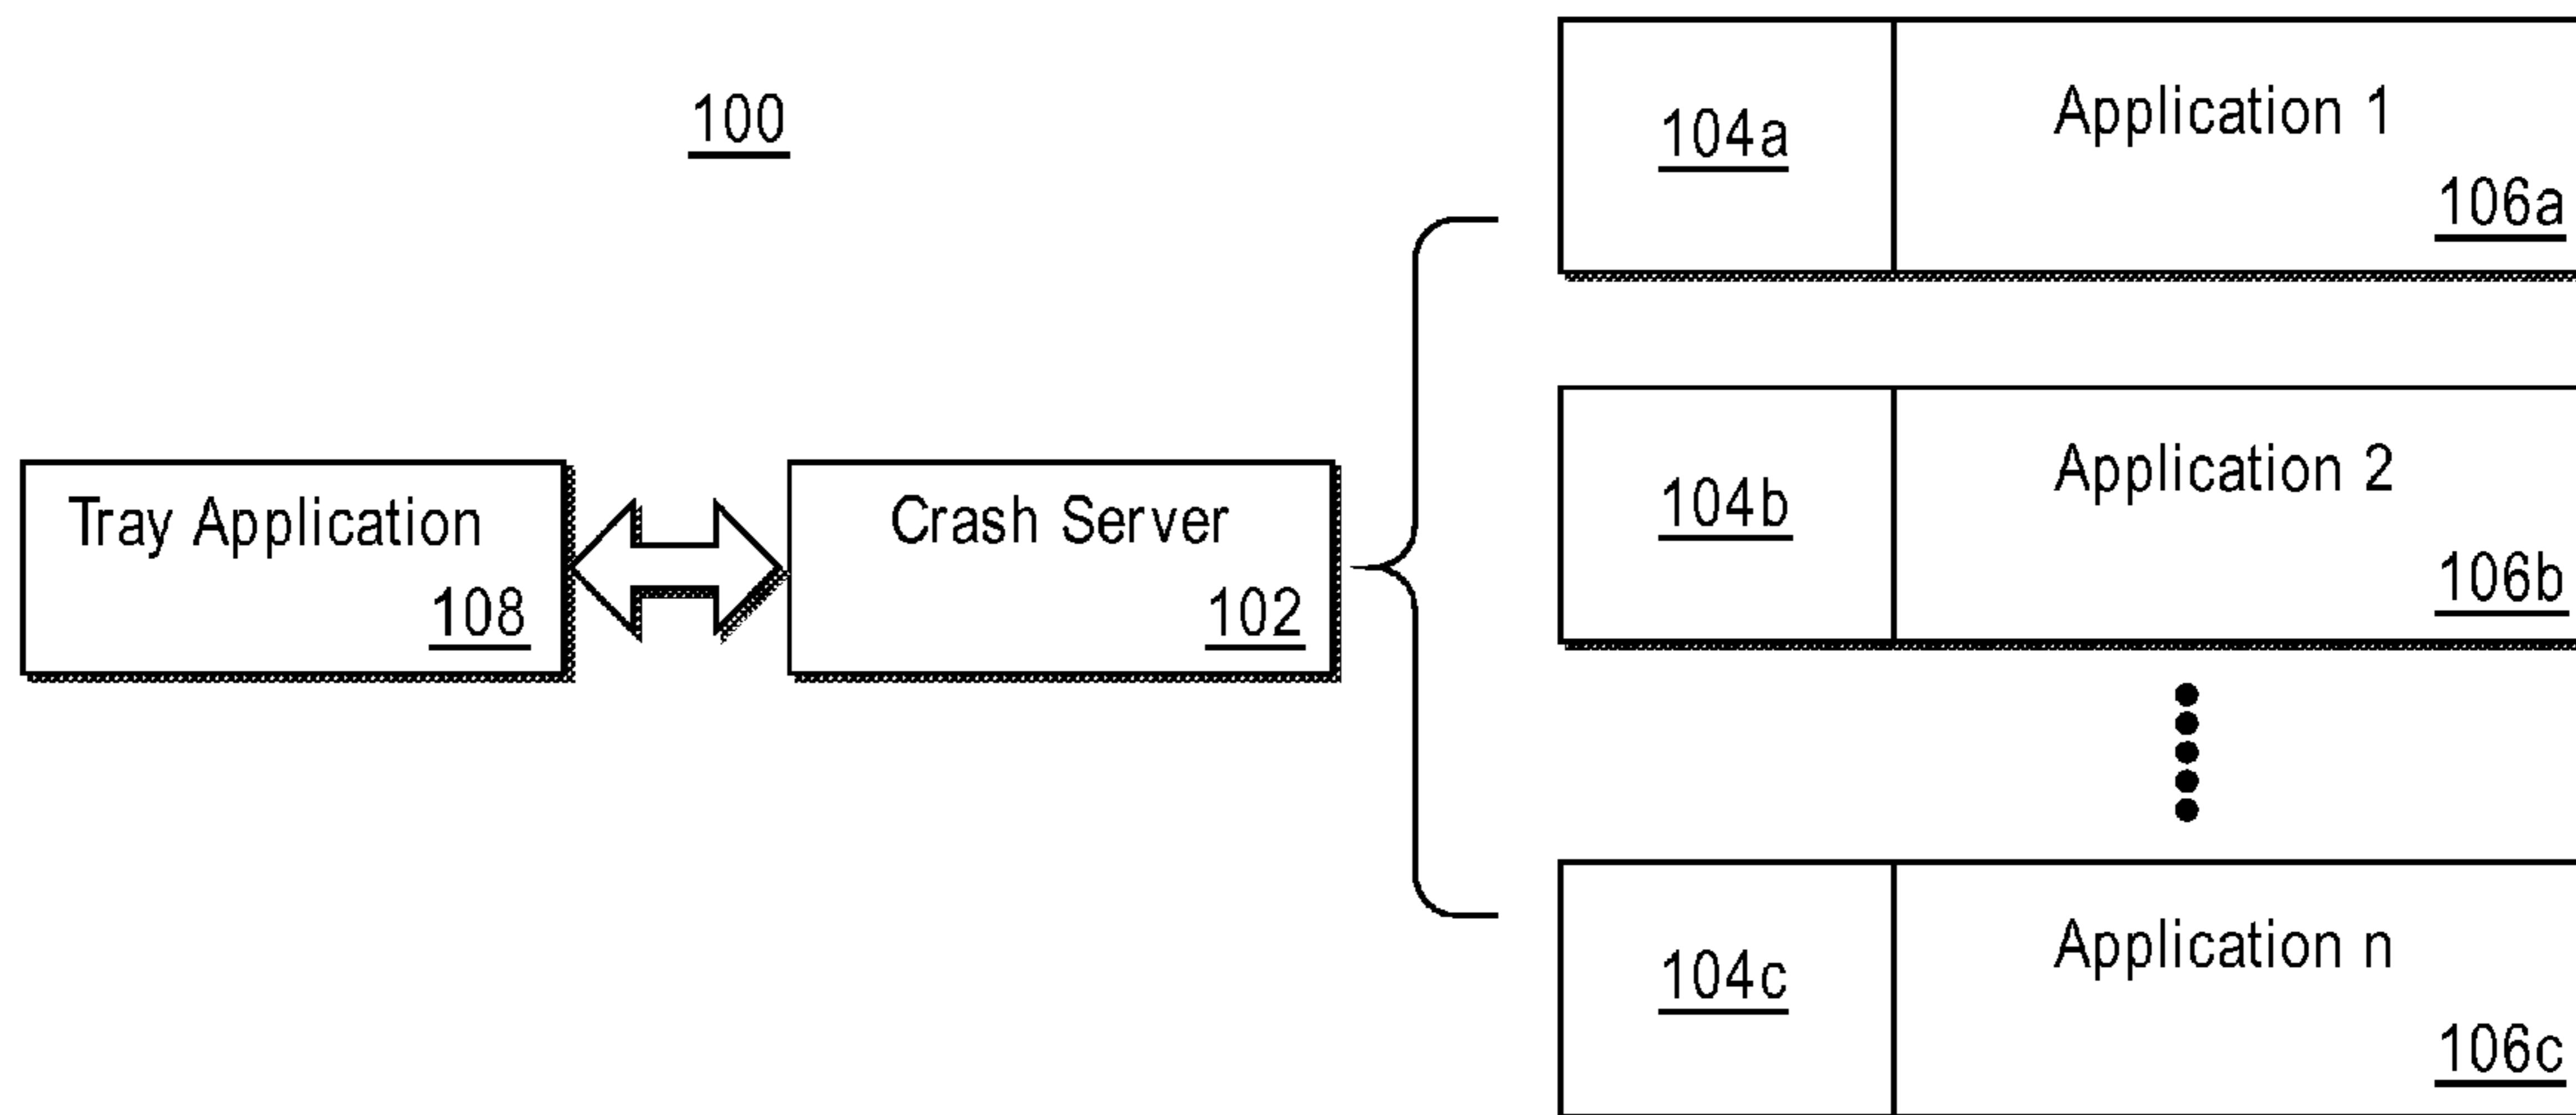 100
Tray Application
108
Crash Server
102
104a
Application 1
106a
104b
Application 2
106b
104c
Application n
106c